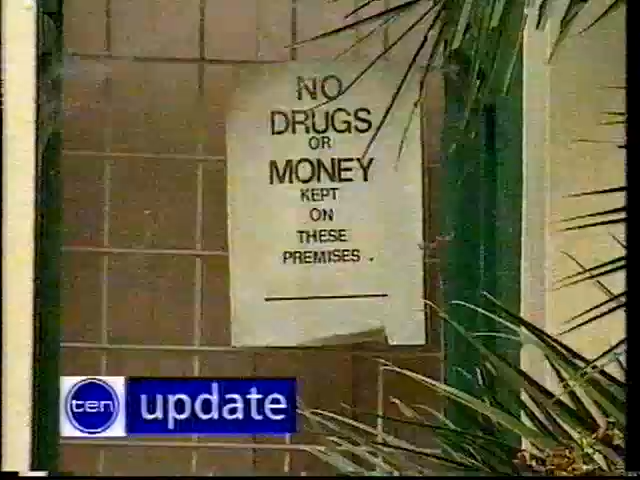 NO
DRUGS
OR
MONEY
KEPT
ON
THESE
PREMISES .
ten update